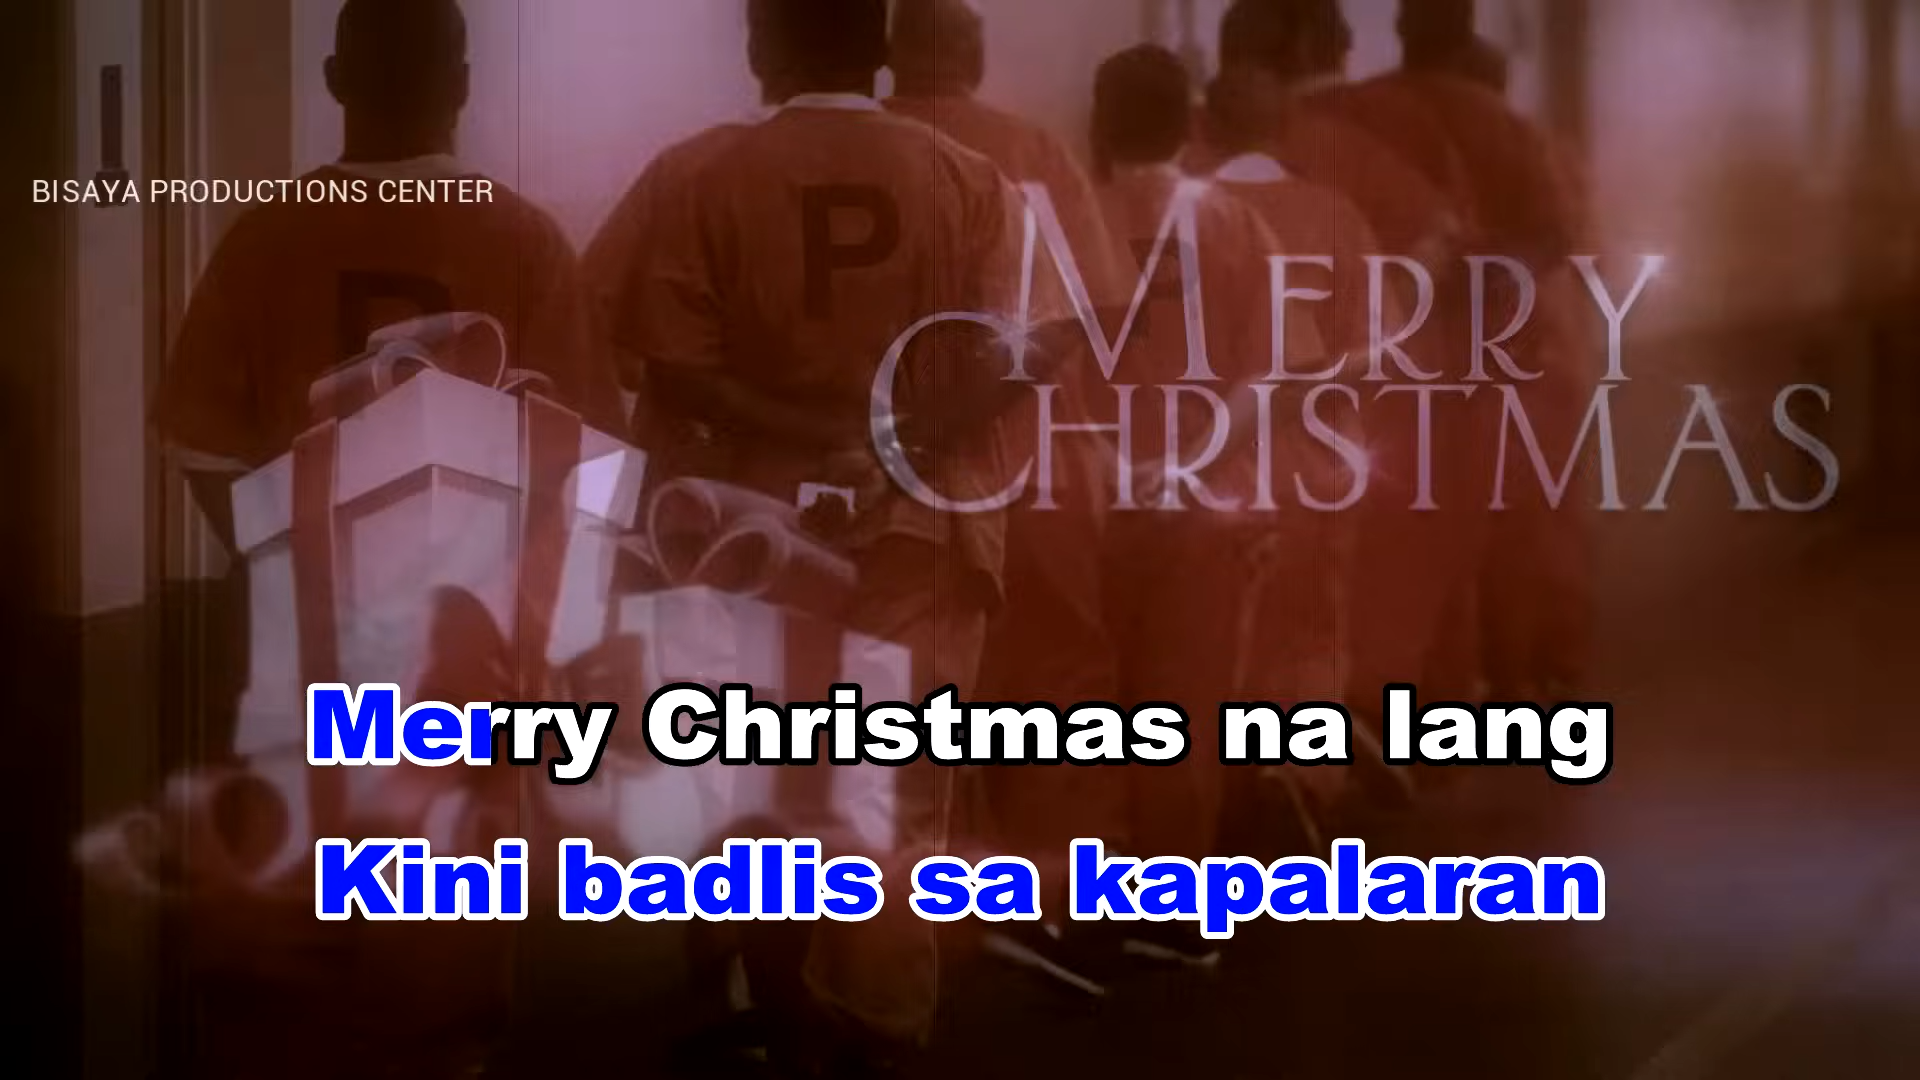 BISAYA PRODUCTIONS CENTER
P
P
MERRY
CHRISTMAS
Merry Christmas na lang
Kini badlis sa kapalaran